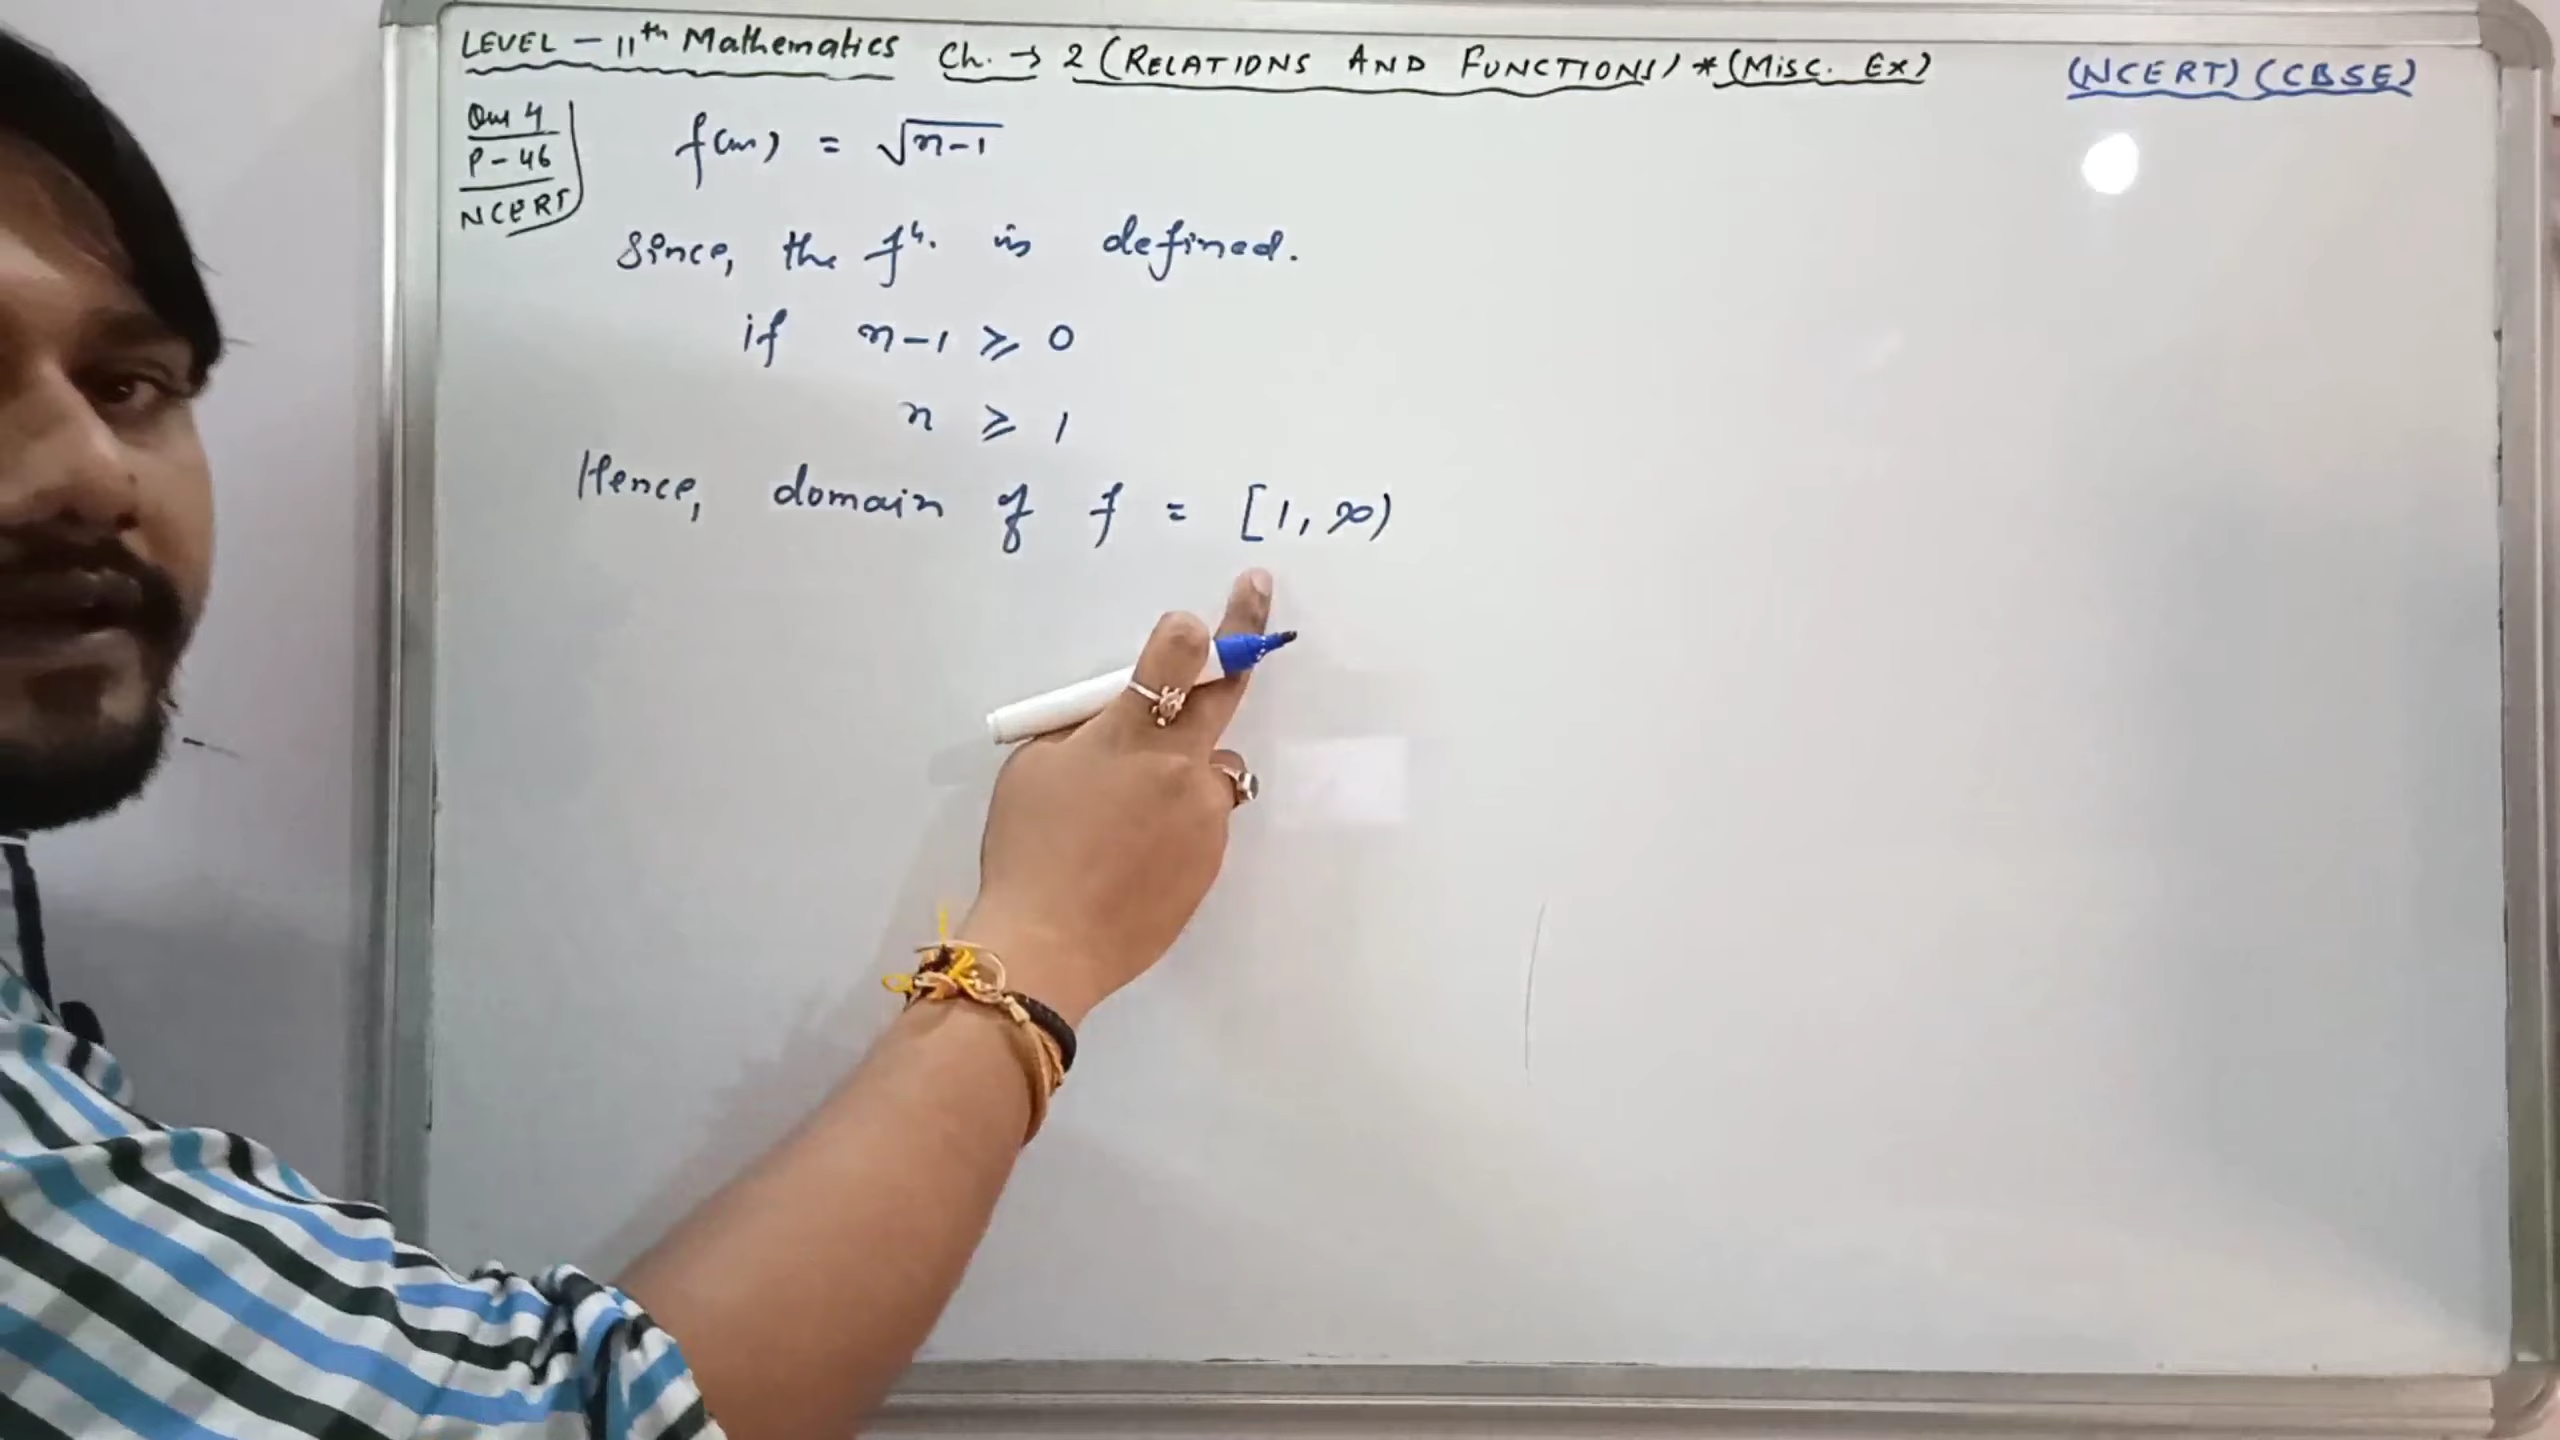 LEVEL - 11th Mathematics Ch. → 2 (RELATIONS AND FUNCTIONS) * (Misc. Ex) (NCERT) (CBSE)
Qus 4
P - 46
NCERT
f(x) = √x-1
Since, the fn. is defined.
if x-1 ⩾ 0
x ⩾ 1
Hence, domain of f = [1, ∞)